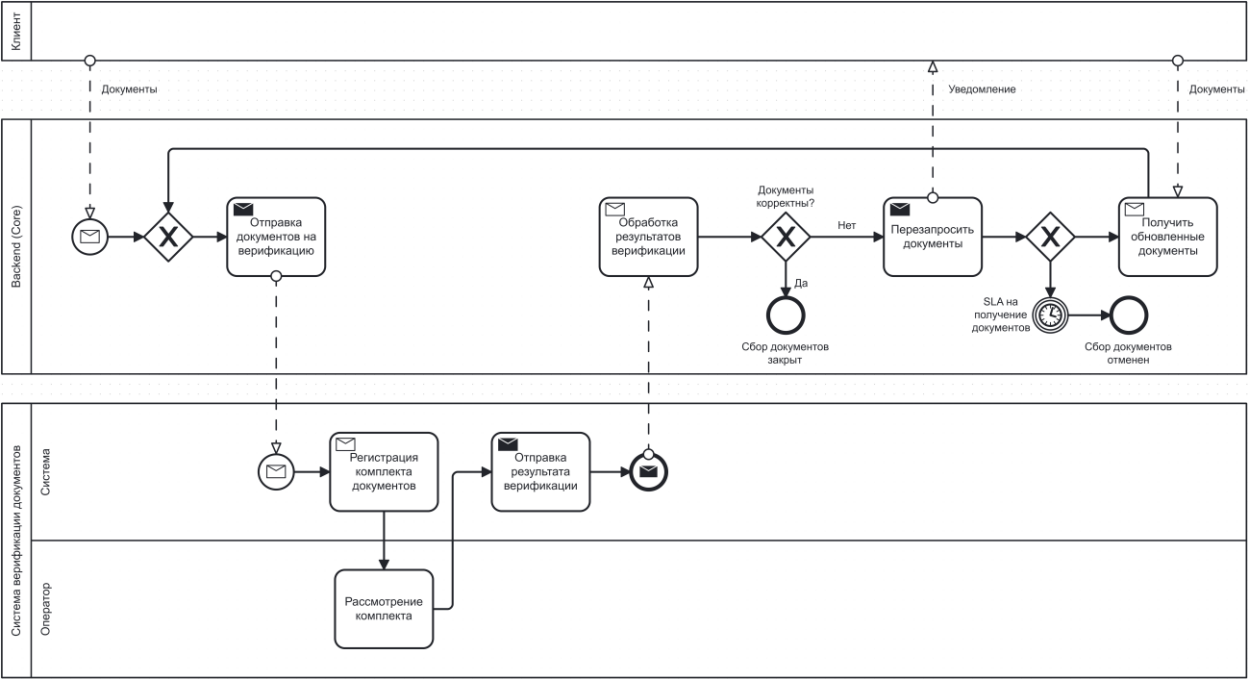 Клиент
Документы
Уведомление
Документы
Backend (Core)
Отправка
документов на
верификацию
Обработка
результатов
верификации
Документы
корректны?
Нет
Да
Сбор документов
закрыт
Перезапросить
документы
SLA на
получение
документов
Получить
обновленные
документы
Сбор документов
отменен
Система верификации документов
Система
Регистрация
комплекта
документов
Отправка
результата
верификации
Оператор
Рассмотрение
комплекта